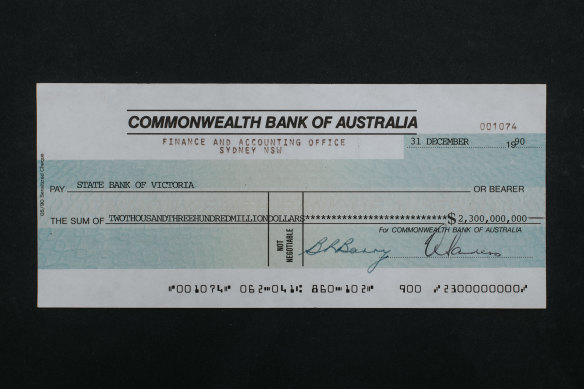 COMMONWEALTH BANK OF AUSTRALIA
001074
FINANCE AND ACCOUNTING OFFICE
SYDNEY NSW
31 DECEMBER 1990
PAY STATE BANK OF VICTORIA OR BEARER
THE SUM OF TWOTHOUSANDTHREEHUNDREDMILLIONDOLLARS***************************$2,300,000,000
For COMMONWEALTH BANK OF AUSTRALIA
NOT NEGOTIABLE
⑈001074⑈ 062⑉041⑆ 860⑉102⑈ 900 ⑇2300000000⑇